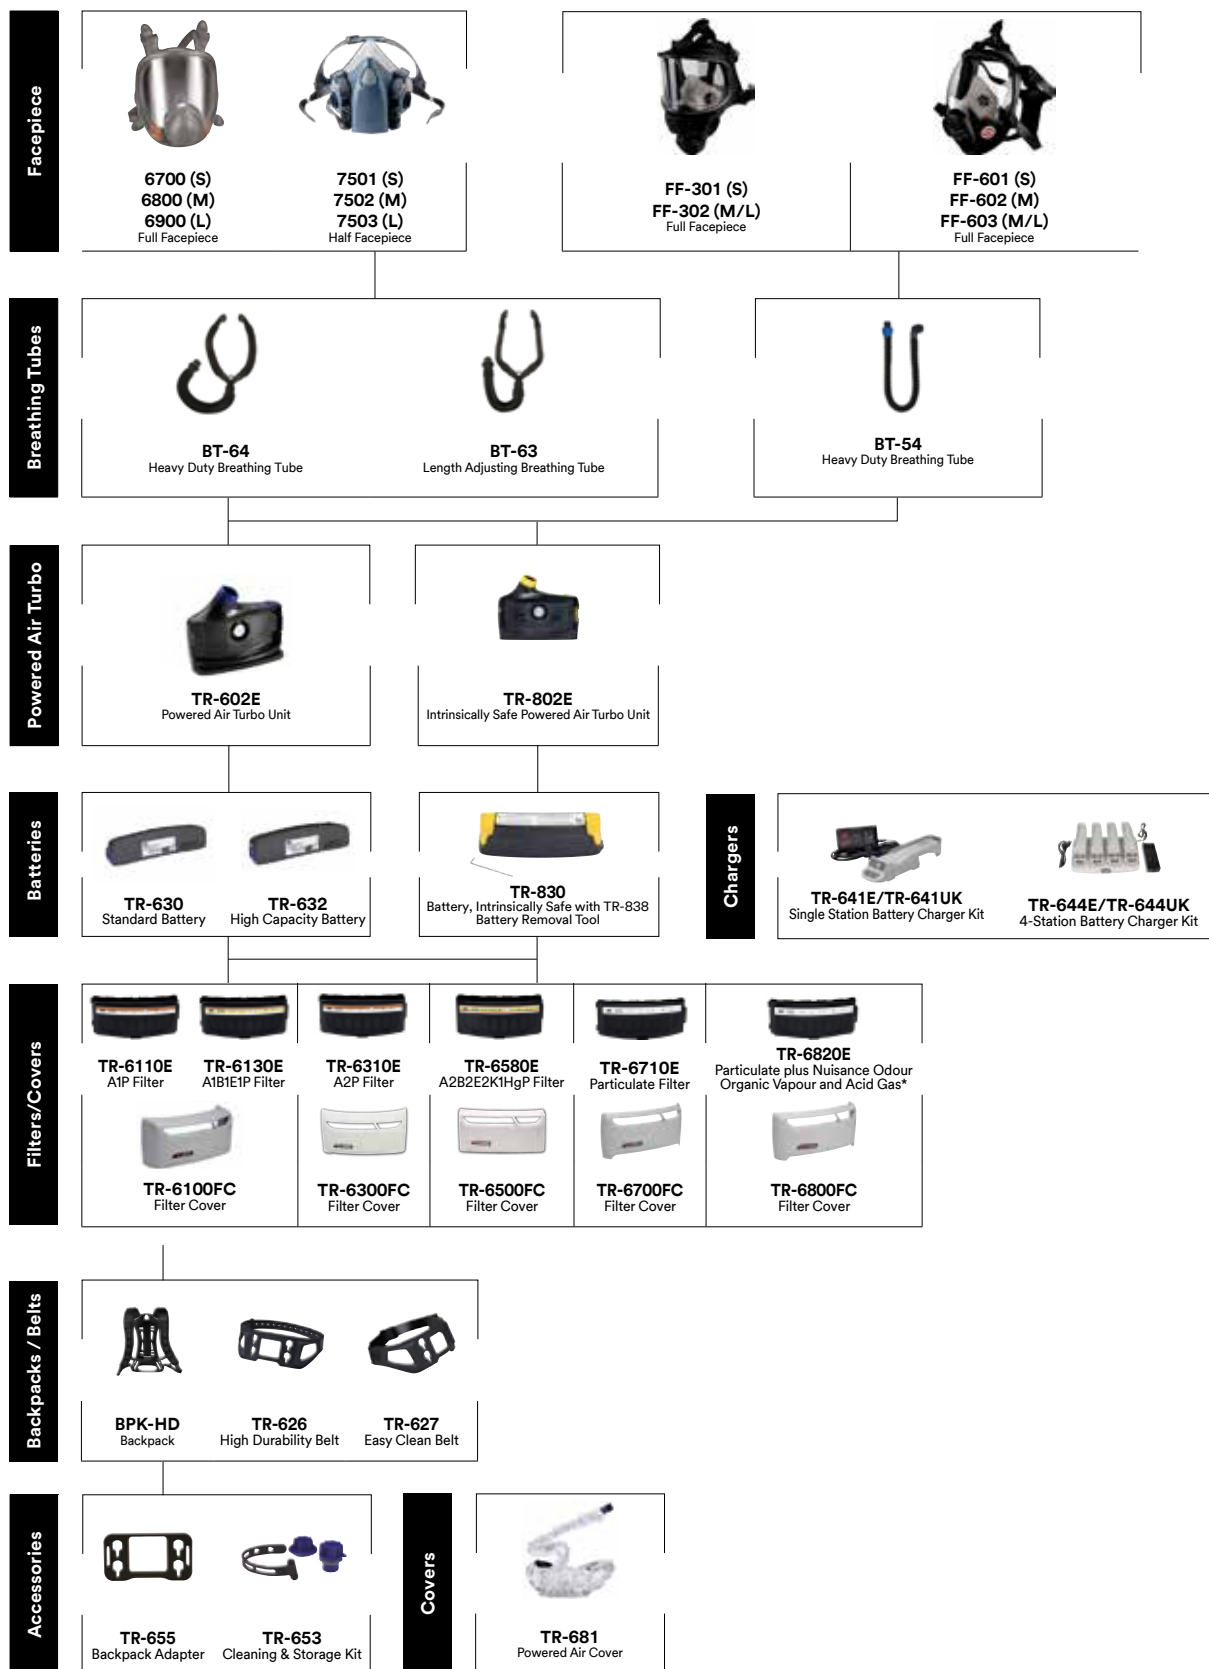 Facepiece
6700 (S)
6800 (M)
6900 (L)
Full Facepiece
7501 (S)
7502 (M)
7503 (L)
Half Facepiece
FF-301 (S)
FF-302 (M/L)
Full Facepiece
FF-601 (S)
FF-602 (M)
FF-603 (M/L)
Full Facepiece
Breathing Tubes
BT-64
Heavy Duty Breathing Tube
BT-63
Length Adjusting Breathing Tube
BT-54
Heavy Duty Breathing Tube
Powered Air Turbo
TR-602E
Powered Air Turbo Unit
TR-802E
Intrinsically Safe Powered Air Turbo Unit
Batteries
TR-630
Standard Battery
TR-632
High Capacity Battery
TR-830
Battery, Intrinsically Safe with TR-838
Battery Removal Tool
Chargers
TR-641E/TR-641UK
Single Station Battery Charger Kit
TR-644E/TR-644UK
4-Station Battery Charger Kit
Filters/Covers
TR-6110E
A1P Filter
TR-6130E
A1B1E1P Filter
TR-6310E
A2P Filter
TR-6580E
A2B2E2K1HgP Filter
TR-6710E
Particulate Filter
TR-6820E
Particulate plus Nuisance Odour
Organic Vapour and Acid Gas*
TR-6100FC
Filter Cover
TR-6300FC
Filter Cover
TR-6500FC
Filter Cover
TR-6700FC
Filter Cover
TR-6800FC
Filter Cover
Backpacks / Belts
BPK-HD
Backpack
TR-626
High Durability Belt
TR-627
Easy Clean Belt
Accessories
TR-655
Backpack Adapter
TR-653
Cleaning & Storage Kit
Covers
TR-681
Powered Air Cover